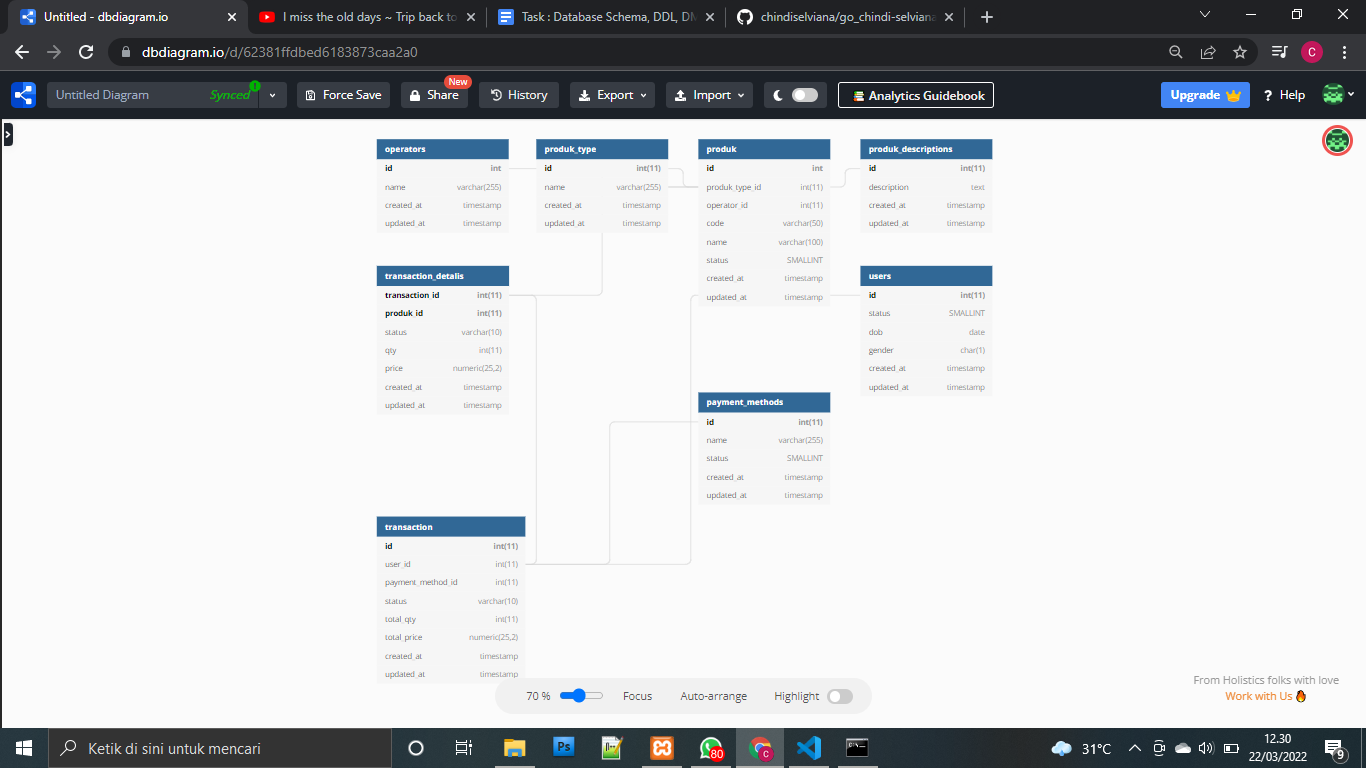 Untitled - dbdiagram.io
I miss the old days ~ Trip back to
Task : Database Schema, DDL, DM
chindiselviana/go_chindi-selviana
dbdiagram.io/d/62381ffdbed6183873caa2a0
C
Untitled Diagram
Synced
!
Force Save
Share
New
History
Export
Import
Analytics Guidebook
Upgrade
? Help
operators
id int
name varchar(255)
created_at timestamp
updated_at timestamp
produk_type
id int(11)
name varchar(255)
created_at timestamp
updated_at timestamp
produk
id int
produk_type_id int(11)
operator_id int(11)
code varchar(50)
name varchar(100)
status SMALLINT
created_at timestamp
updated_at timestamp
produk_descriptions
id int(11)
description text
created_at timestamp
updated_at timestamp
transaction_detalis
transaction_id int(11)
produk_id int(11)
status varchar(10)
qty int(11)
price numeric(25,2)
created_at timestamp
updated_at timestamp
users
id int(11)
status SMALLINT
dob date
gender char(1)
created_at timestamp
updated_at timestamp
payment_methods
id int(11)
name varchar(255)
status SMALLINT
created_at timestamp
updated_at timestamp
transaction
id int(11)
user_id int(11)
payment_method_id int(11)
status varchar(10)
total_qty int(11)
total_price numeric(25,2)
created_at timestamp
updated_at timestamp
70 %
Focus
Auto-arrange
Highlight
From Holistics folks with love
Work with Us
Ketik di sini untuk mencari
Ps
80
C
31°C
12.30
22/03/2022
9